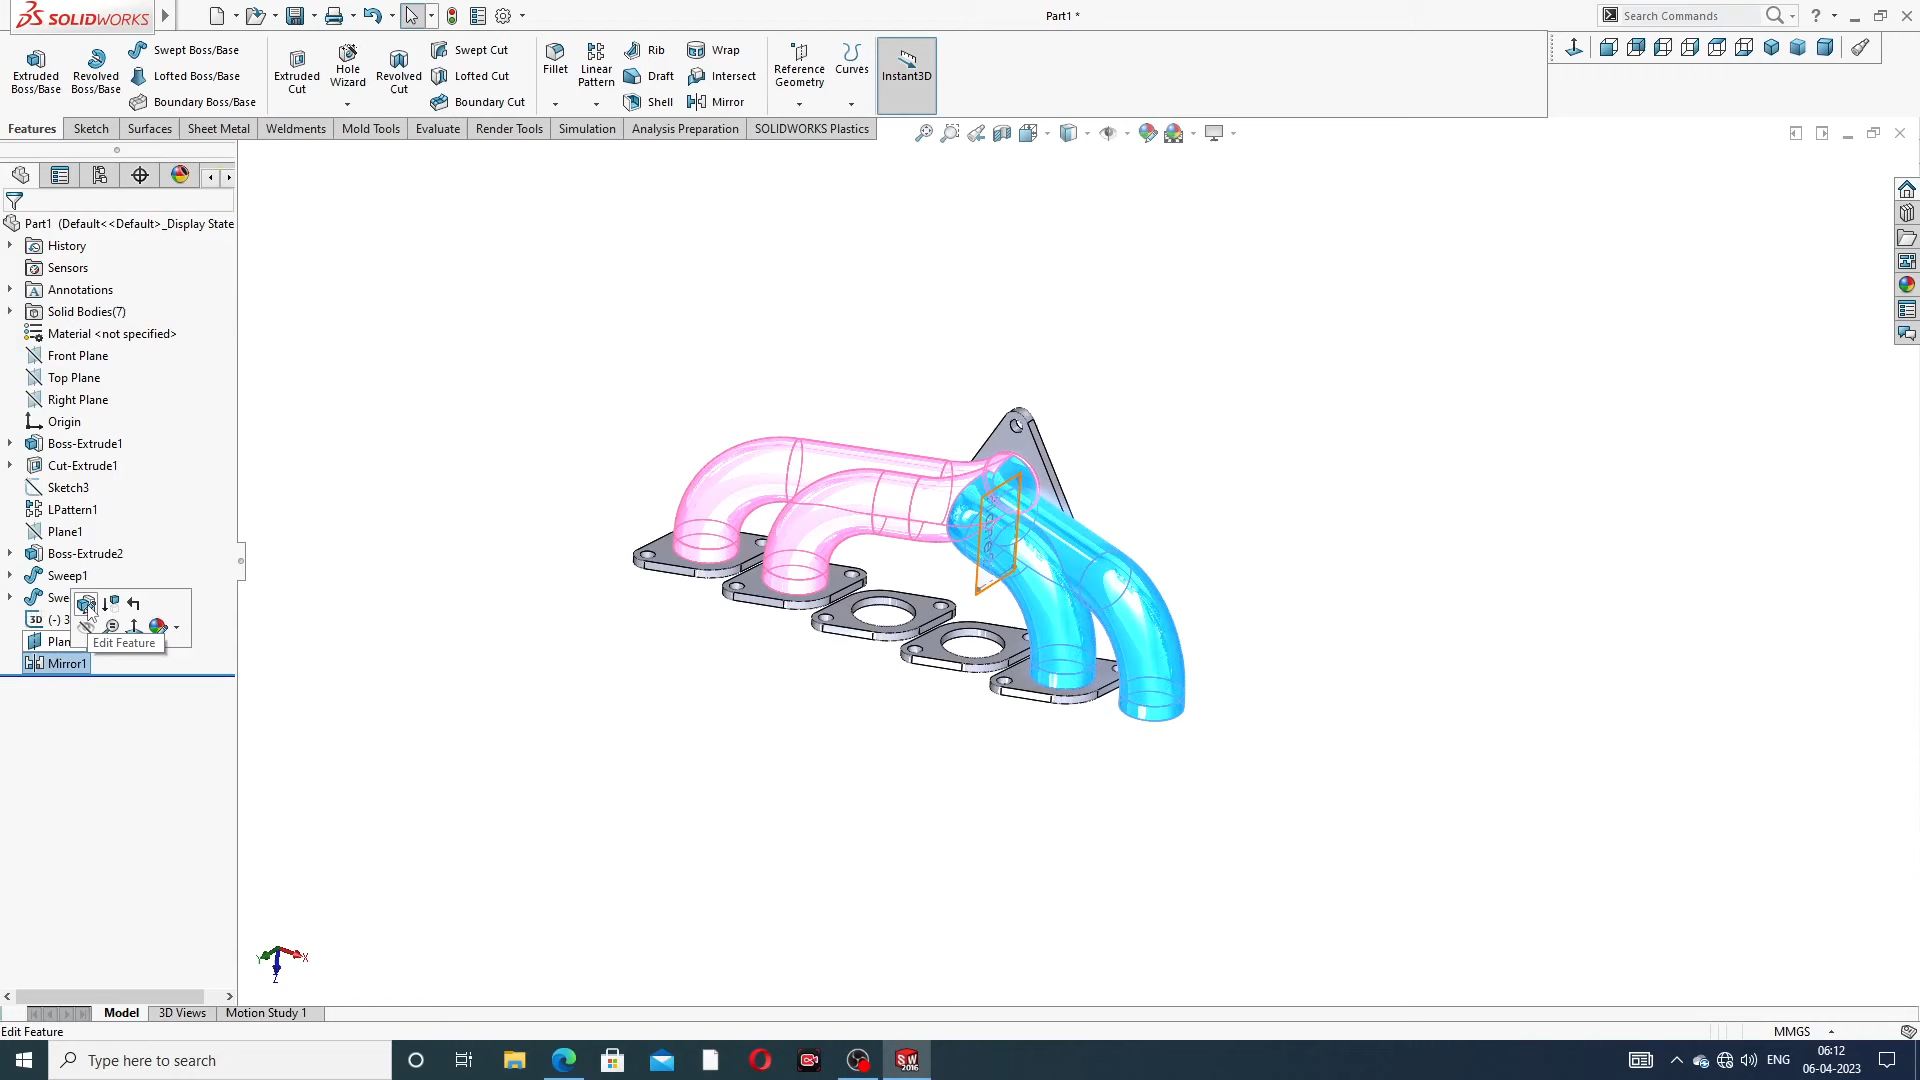 SOLIDWORKS
Part1 *
Search Commands
Extruded Boss/Base
Revolved Boss/Base
Swept Boss/Base
Lofted Boss/Base
Boundary Boss/Base
Extruded Cut
Hole Wizard
Revolved Cut
Swept Cut
Lofted Cut
Boundary Cut
Fillet
Linear Pattern
Rib
Draft
Shell
Wrap
Intersect
Mirror
Reference Geometry
Curves
Instant3D
Features
Sketch
Surfaces
Sheet Metal
Weldments
Mold Tools
Evaluate
Render Tools
Simulation
Analysis Preparation
SOLIDWORKS Plastics
Part1 (Default<<Default>_Display State
History
Sensors
Annotations
Solid Bodies(7)
Material <not specified>
Front Plane
Top Plane
Right Plane
Origin
Boss-Extrude1
Cut-Extrude1
Sketch3
LPattern1
Plane1
Boss-Extrude2
Sweep1
Swe
3D (-) 3
Plan
Edit Feature
Mirror1
Y
X
Z
Model
3D Views
Motion Study 1
Edit Feature
MMGS
Type here to search
SW 2016
ENG
06:12
06-04-2023